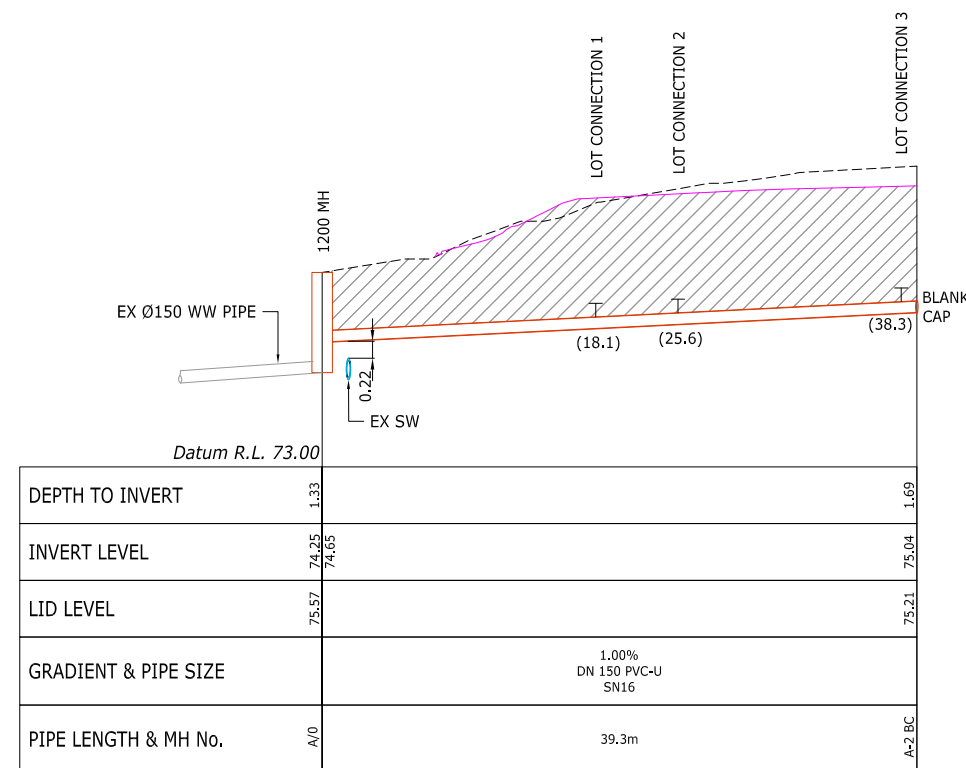 LOT CONNECTION 1
LOT CONNECTION 2
LOT CONNECTION 3
1200 MH
EX Ø150 WW PIPE
BLANK
CAP
(18.1)
(25.6)
(38.3)
0.22
EX SW
Datum R.L. 73.00
DEPTH TO INVERT
1.33
1.69
INVERT LEVEL
74.25
74.65
75.04
LID LEVEL
75.57
75.21
GRADIENT & PIPE SIZE
1.00%
DN 150 PVC-U
SN16
PIPE LENGTH & MH No.
A/0
39.3m
A-2 BC